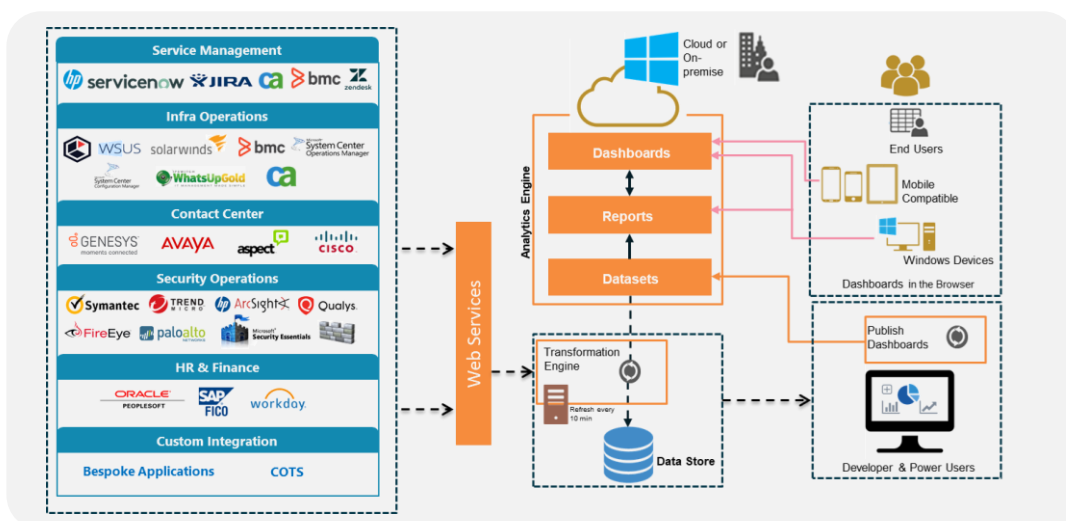 Service Management
hp servicenow JIRA ca bmc zendesk
Infra Operations
WSUS solarwinds bmc Microsoft System Center Operations Manager
System Center Configuration Manager WhatsUpGold ca
Contact Center
GENESYS moments connected AVAYA aspect CISCO
Security Operations
Symantec TREND MICRO hp ArcSight Qualys.
FireEye paloalto NETWORKS Microsoft Security Essentials
HR & Finance
ORACLE PEOPLESOFT SAP FICO workday.
Custom Integration
Bespoke Applications COTS
Web Services
Cloud or
On-
premise
Analytics Engine
Dashboards
Reports
Datasets
Transformation
Engine
Refresh every
10 min
Data Store
End Users
Mobile
Compatible
Windows Devices
Dashboards in the Browser
Publish
Dashboards
Developer & Power Users